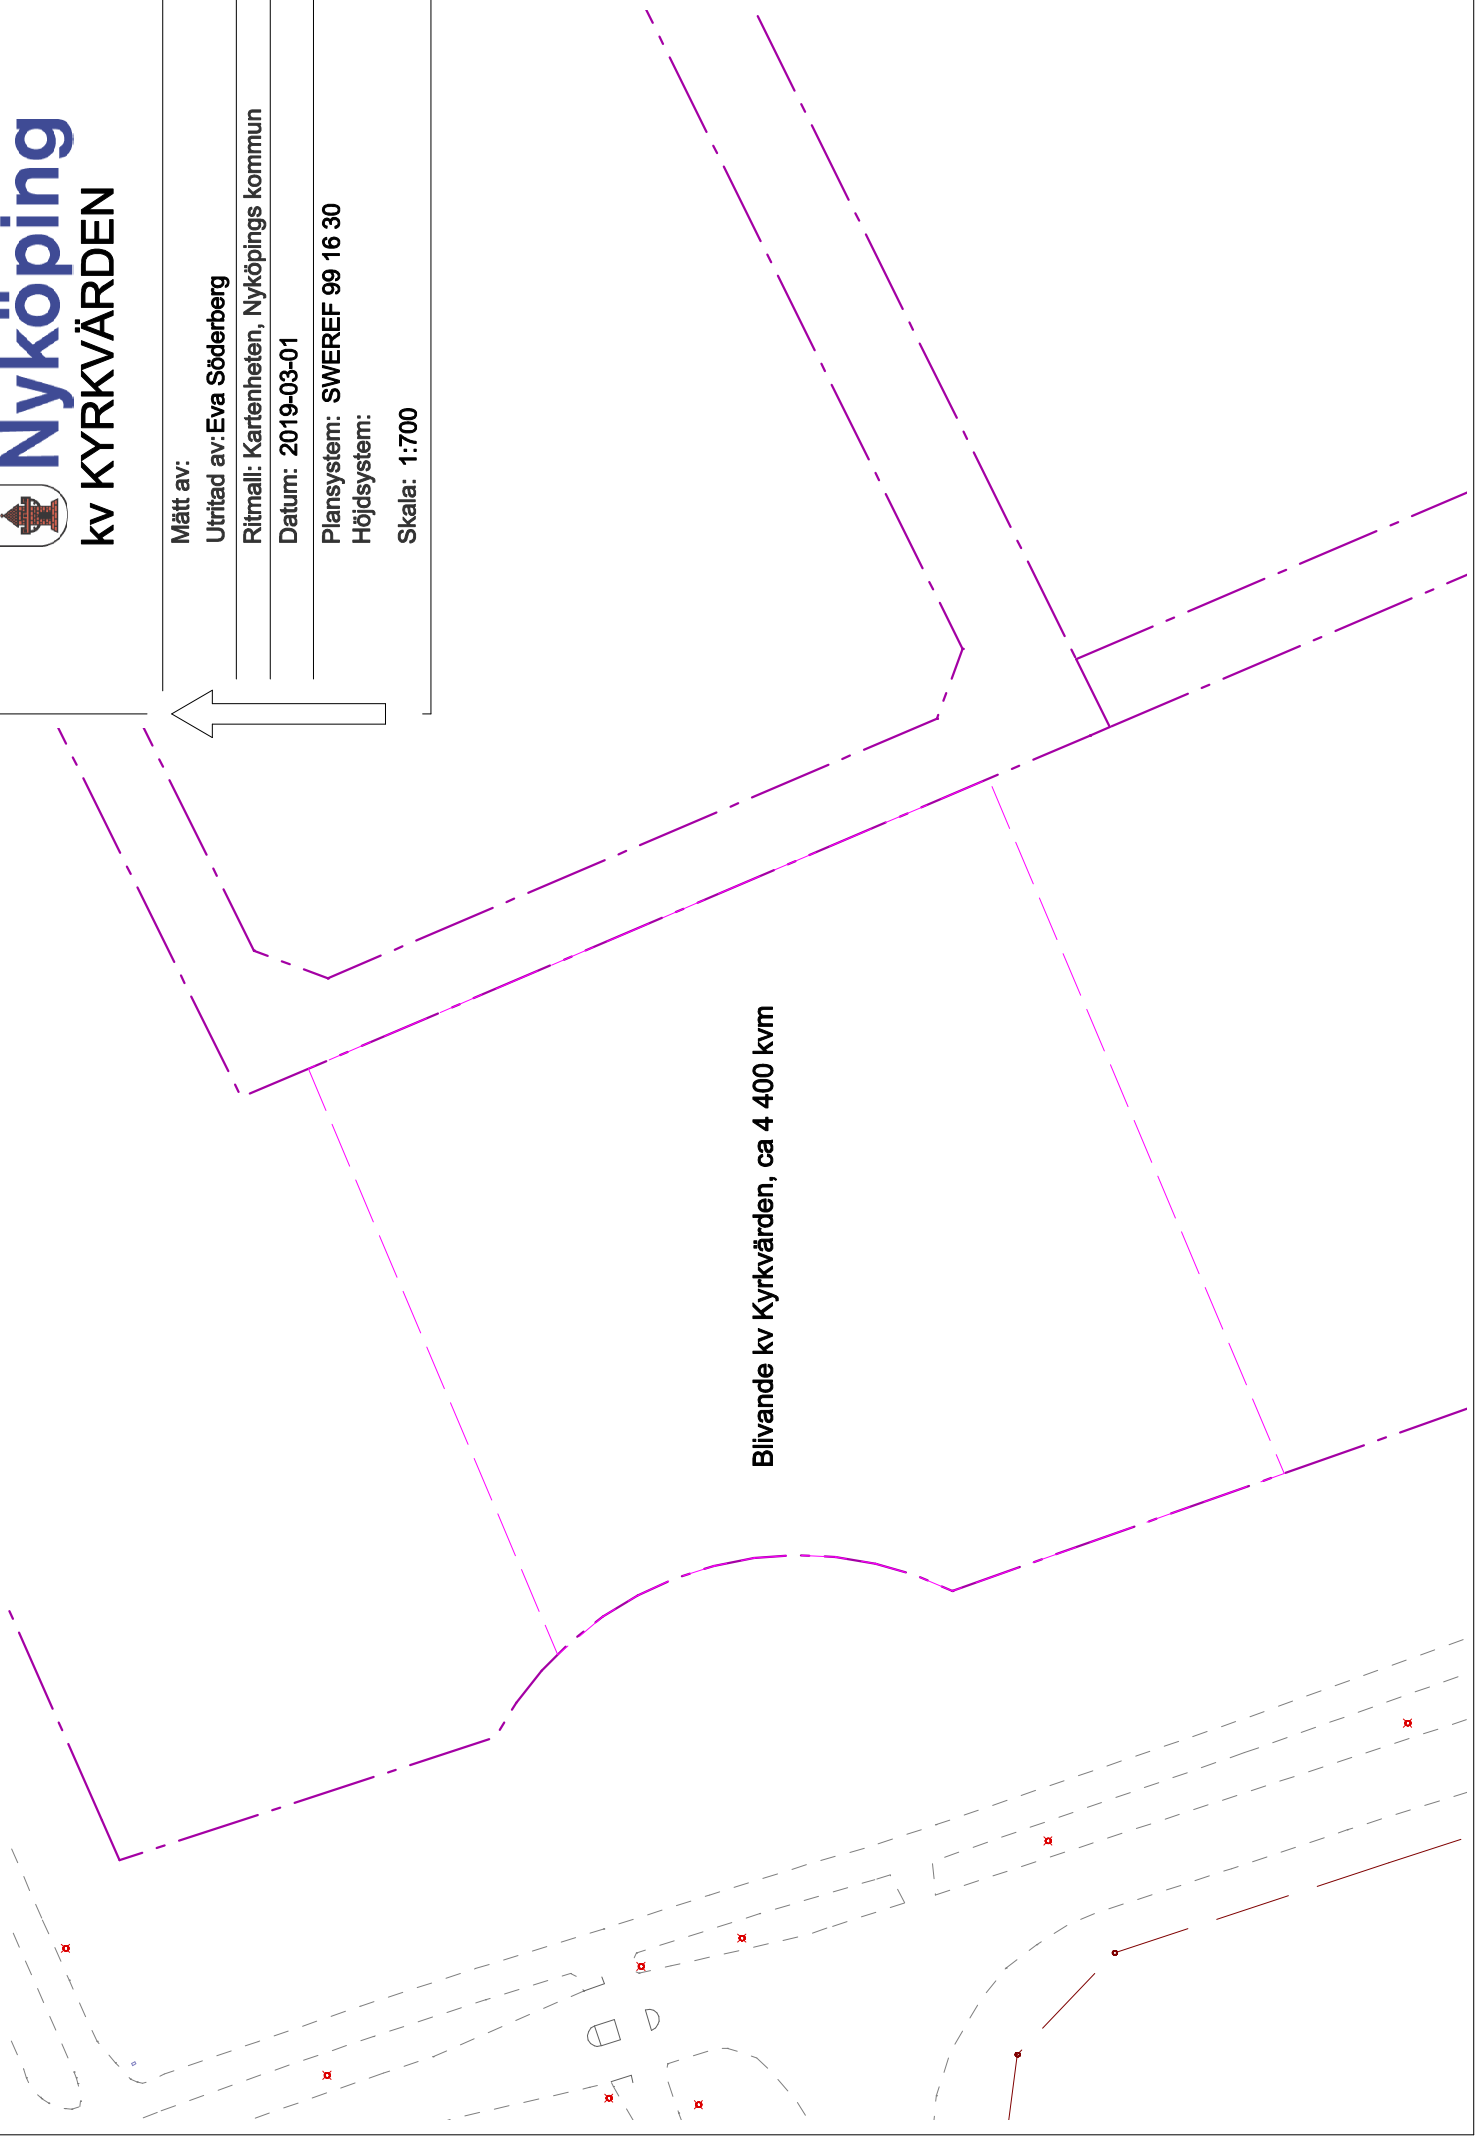 Nyköping
kv KYRKVÄRDEN
Mätt av:
Utritad av: Eva Söderberg
Ritmall: Kartenheten, Nyköpings kommun
Datum: 2019-03-01
Plansystem: SWEREF 99 16 30
Höjdsystem:
Skala: 1:700
Blivande kv Kyrkvärden, ca 4 400 kvm